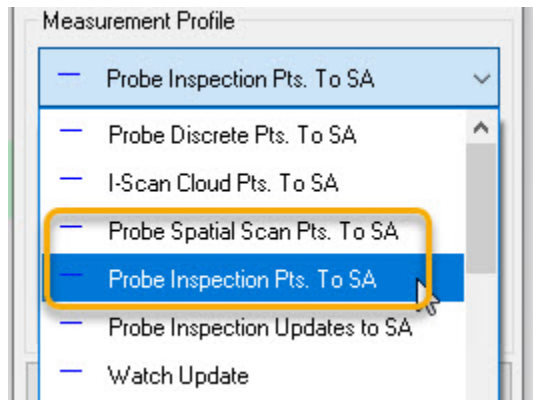 Measurement Profile
Probe Inspection Pts. To SA
Probe Discrete Pts. To SA
I-Scan Cloud Pts. To SA
Probe Spatial Scan Pts. To SA
Probe Inspection Pts. To SA
Probe Inspection Updates to SA
Watch Update